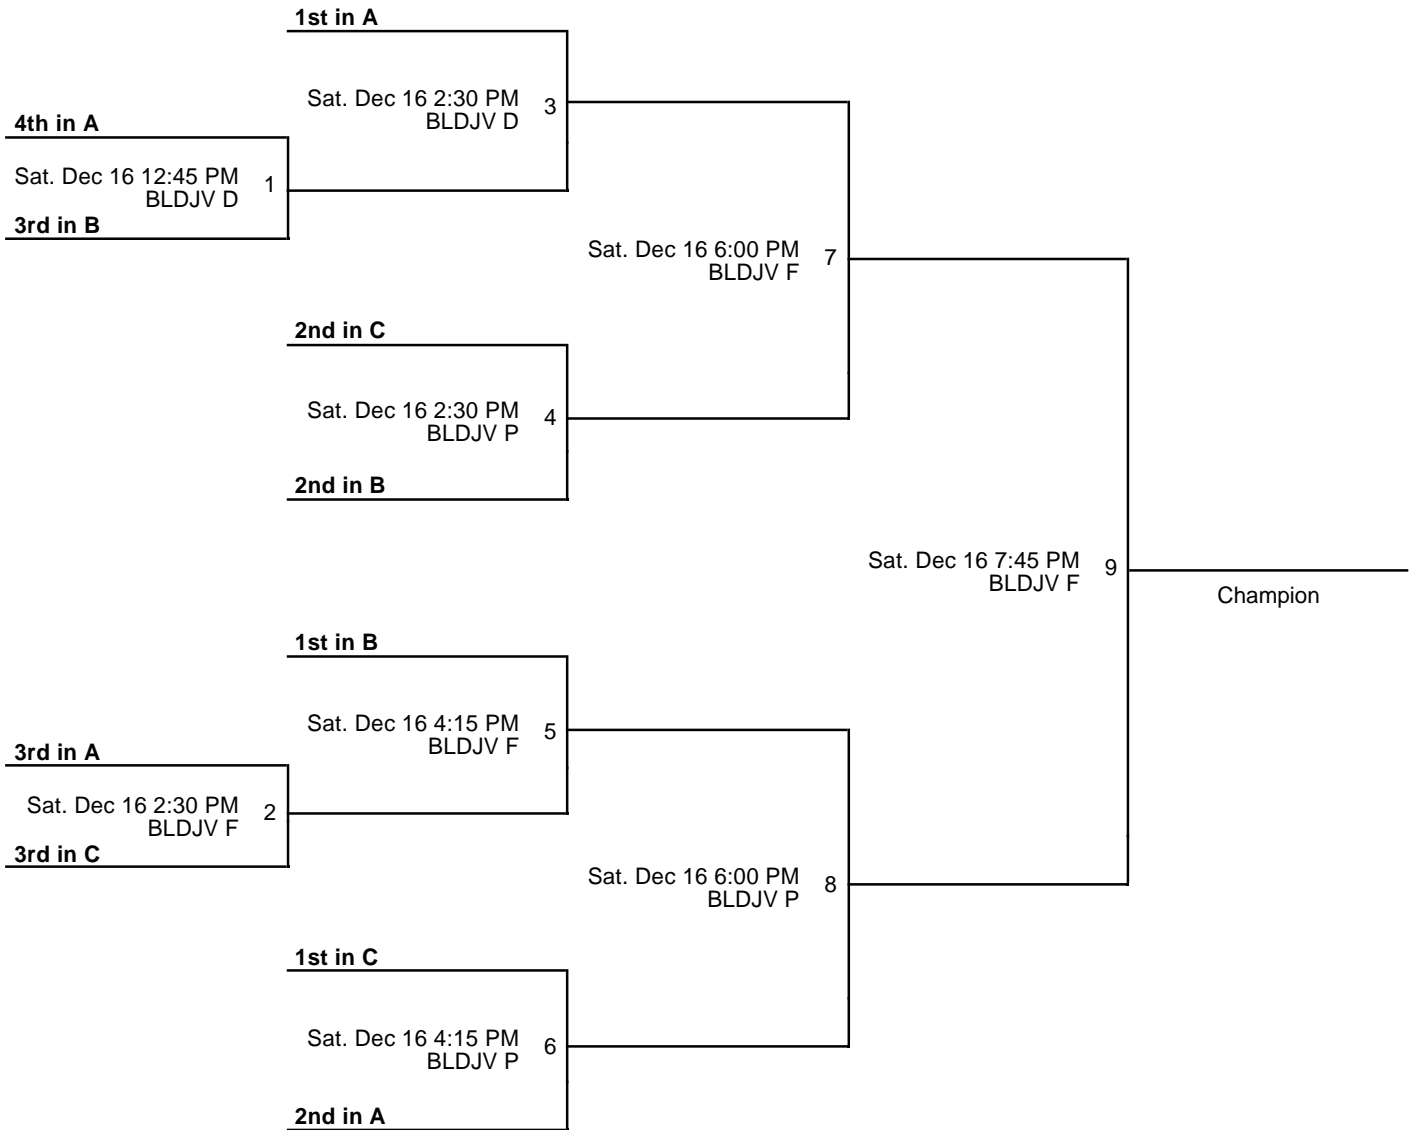 1st in A
Sat. Dec 16 2:30 PM
BLDJV D
3
4th in A
Sat. Dec 16 12:45 PM
BLDJV D
1
3rd in B
Sat. Dec 16 6:00 PM
BLDJV F
7
2nd in C
Sat. Dec 16 2:30 PM
BLDJV P
4
2nd in B
Sat. Dec 16 7:45 PM
BLDJV F
9
Champion
1st in B
Sat. Dec 16 4:15 PM
BLDJV F
5
3rd in A
Sat. Dec 16 2:30 PM
BLDJV F
2
3rd in C
Sat. Dec 16 6:00 PM
BLDJV P
8
1st in C
Sat. Dec 16 4:15 PM
BLDJV P
6
2nd in A